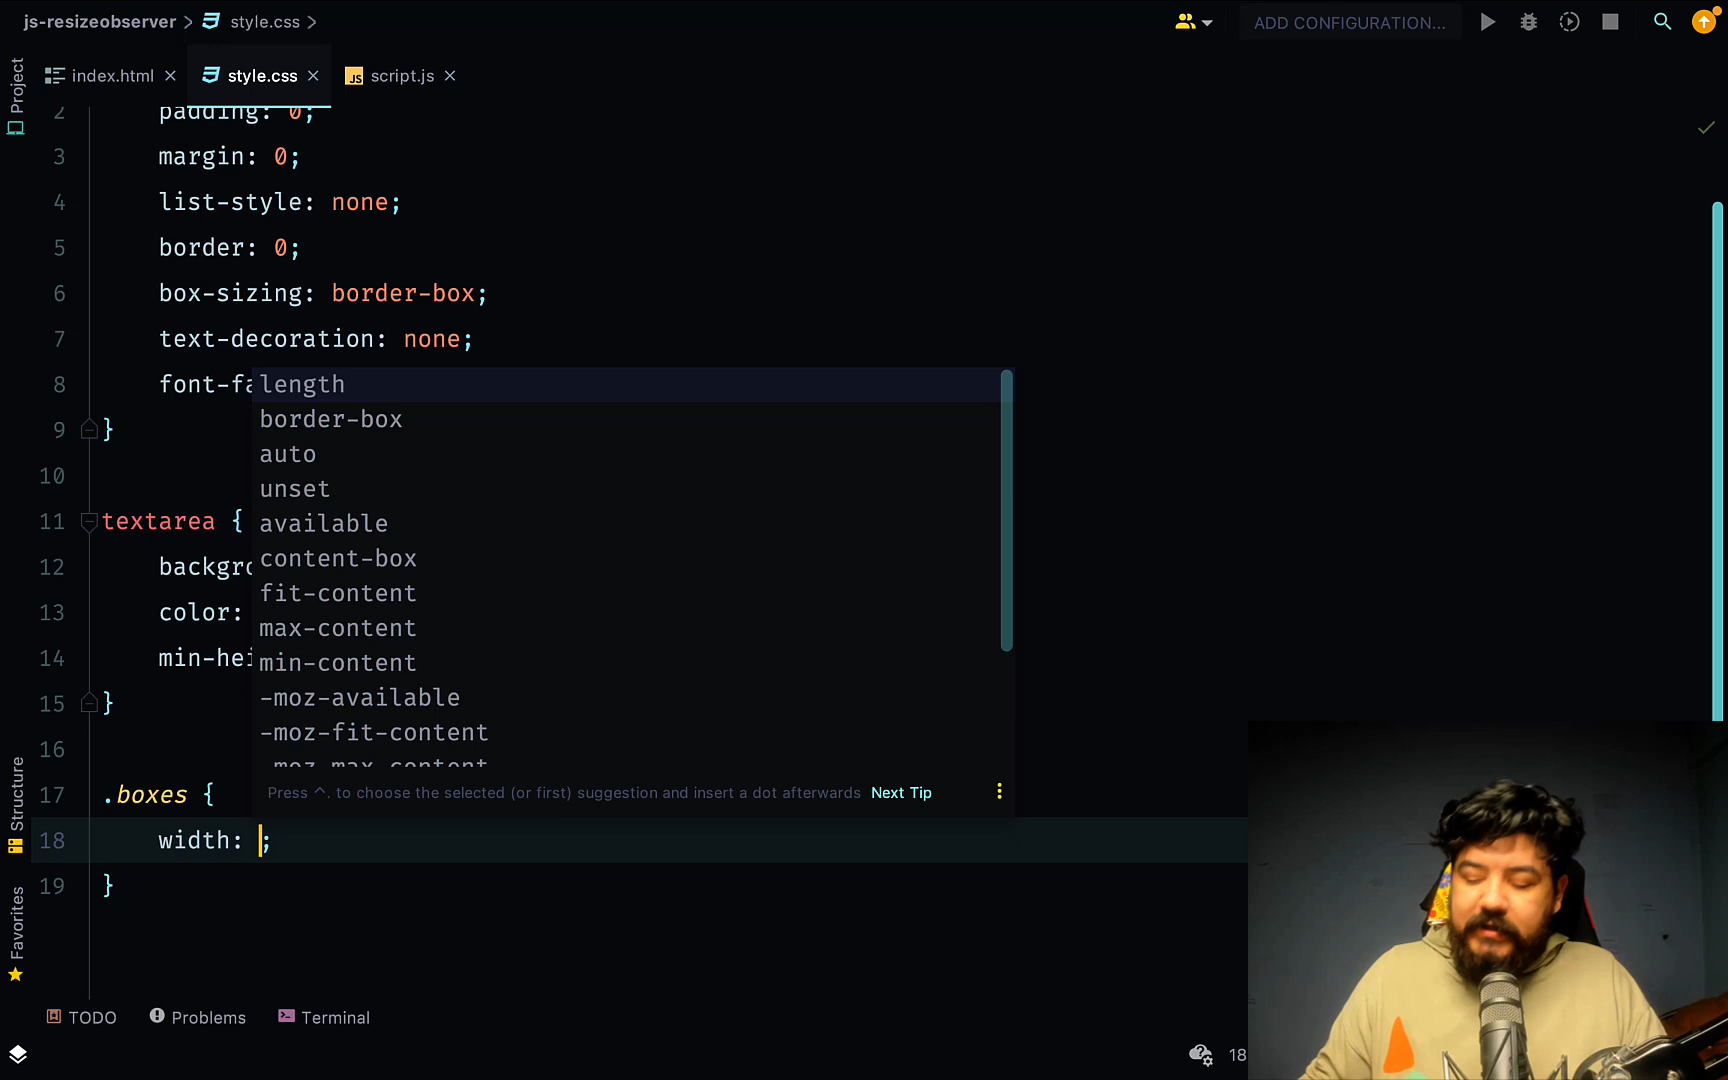 js-resizeobserver > style.css >
ADD CONFIGURATION...
Project
index.html
style.css
script.js
2 padding: 0;
3 margin: 0;
4 list-style: none;
5 border: 0;
6 box-sizing: border-box;
7 text-decoration: none;
8 font-fa
length
border-box
9 }
auto
10
unset
11 textarea {
available
12 backgro
content-box
13 color:
fit-content
max-content
14 min-hei
min-content
15 }
-moz-available
16
-moz-fit-content
-moz-max-content
17 .boxes {
Press ^. to choose the selected (or first) suggestion and insert a dot afterwards Next Tip
18 width: ;
19 }
Structure
Favorites
TODO
Problems
Terminal
18